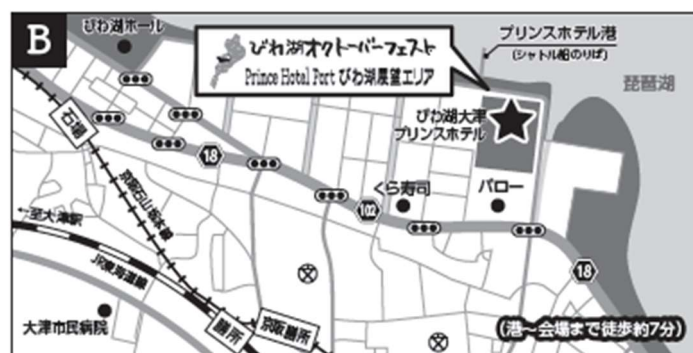 B
びわ湖ホール
びわ湖オクトーバーフェスト
Prince Hotel Port びわ湖展望エリア
プリンスホテル港
(シャトル船のりば)
琵琶湖
びわ湖大津
プリンスホテル
石場
18
京阪石山坂本線
くら寿司
バロー
102
←至大津駅
JR東海道線
18
大津市民病院
膳所
京阪膳所
(港〜会場まで徒歩約7分)